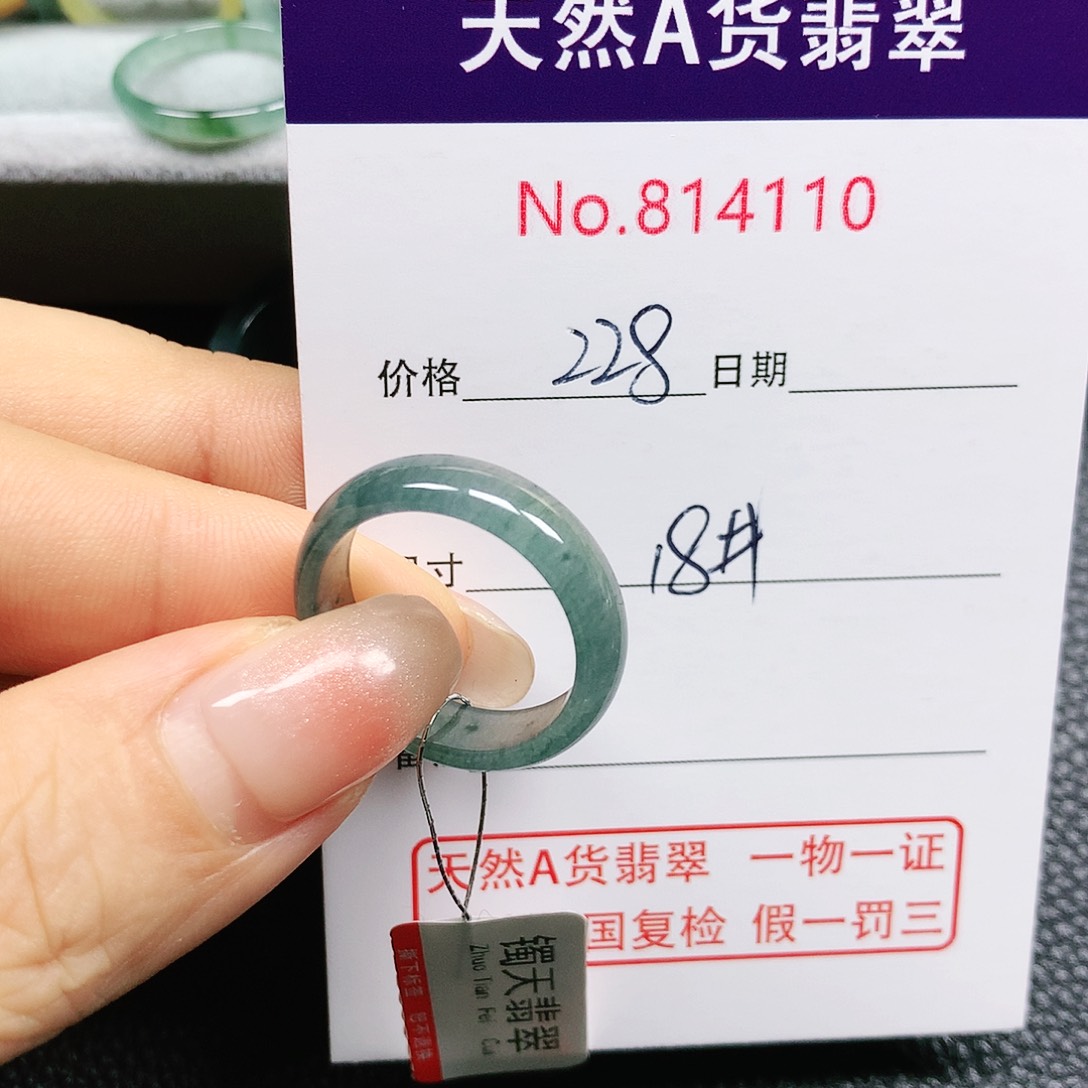 天然A货翡翠
No.814110
价格 228 日期
寸 18#
天然A货翡翠 一物一证
国复检 假一罚三
镯天翡翠
Zhuo Tian Fei Cui